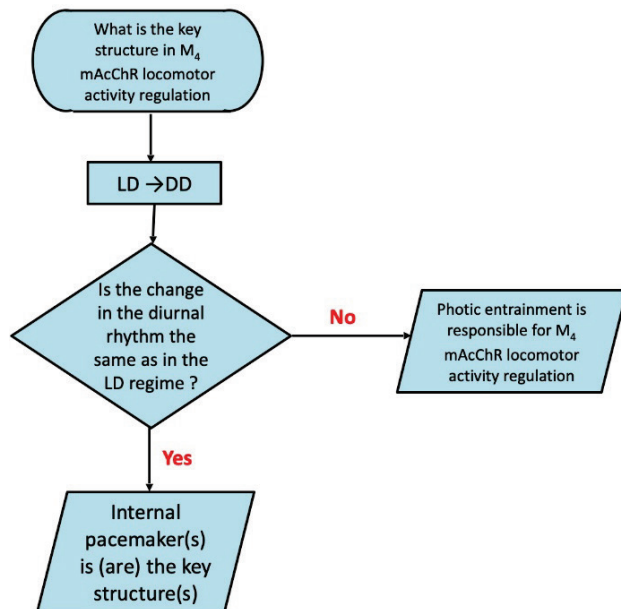 What is the key
structure in M₄
mAcChR locomotor
activity regulation
LD →DD
Is the change
in the diurnal
rhythm the
same as in the
LD regime ?
No
Photic entrainment is
responsible for M₄
mAcChR locomotor
activity regulation
Yes
Internal
pacemaker(s)
is (are) the key
structure(s)